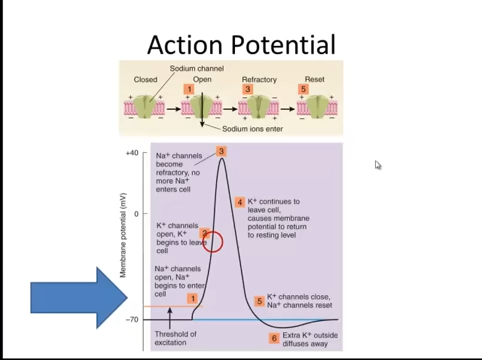 Action Potential
Sodium channel
Closed
Open
Refractory
Reset
1
3
5
+ +
+ +
− −
+ +
− −
− −
+ +
− −
Sodium ions enter
+40
0
−70
Membrane potential (mV)
3
Na⁺ channels
become
refractory, no
more Na⁺
enters cell
4 K⁺ continues to
leave cell,
causes membrane
potential to return
to resting level
2
K⁺ channels
open, K⁺
begins to leave
cell
Na⁺ channels
open, Na⁺
begins to enter
cell
1
5 K⁺ channels close,
Na⁺ channels reset
Threshold of
excitation
6 Extra K⁺ outside
diffuses away